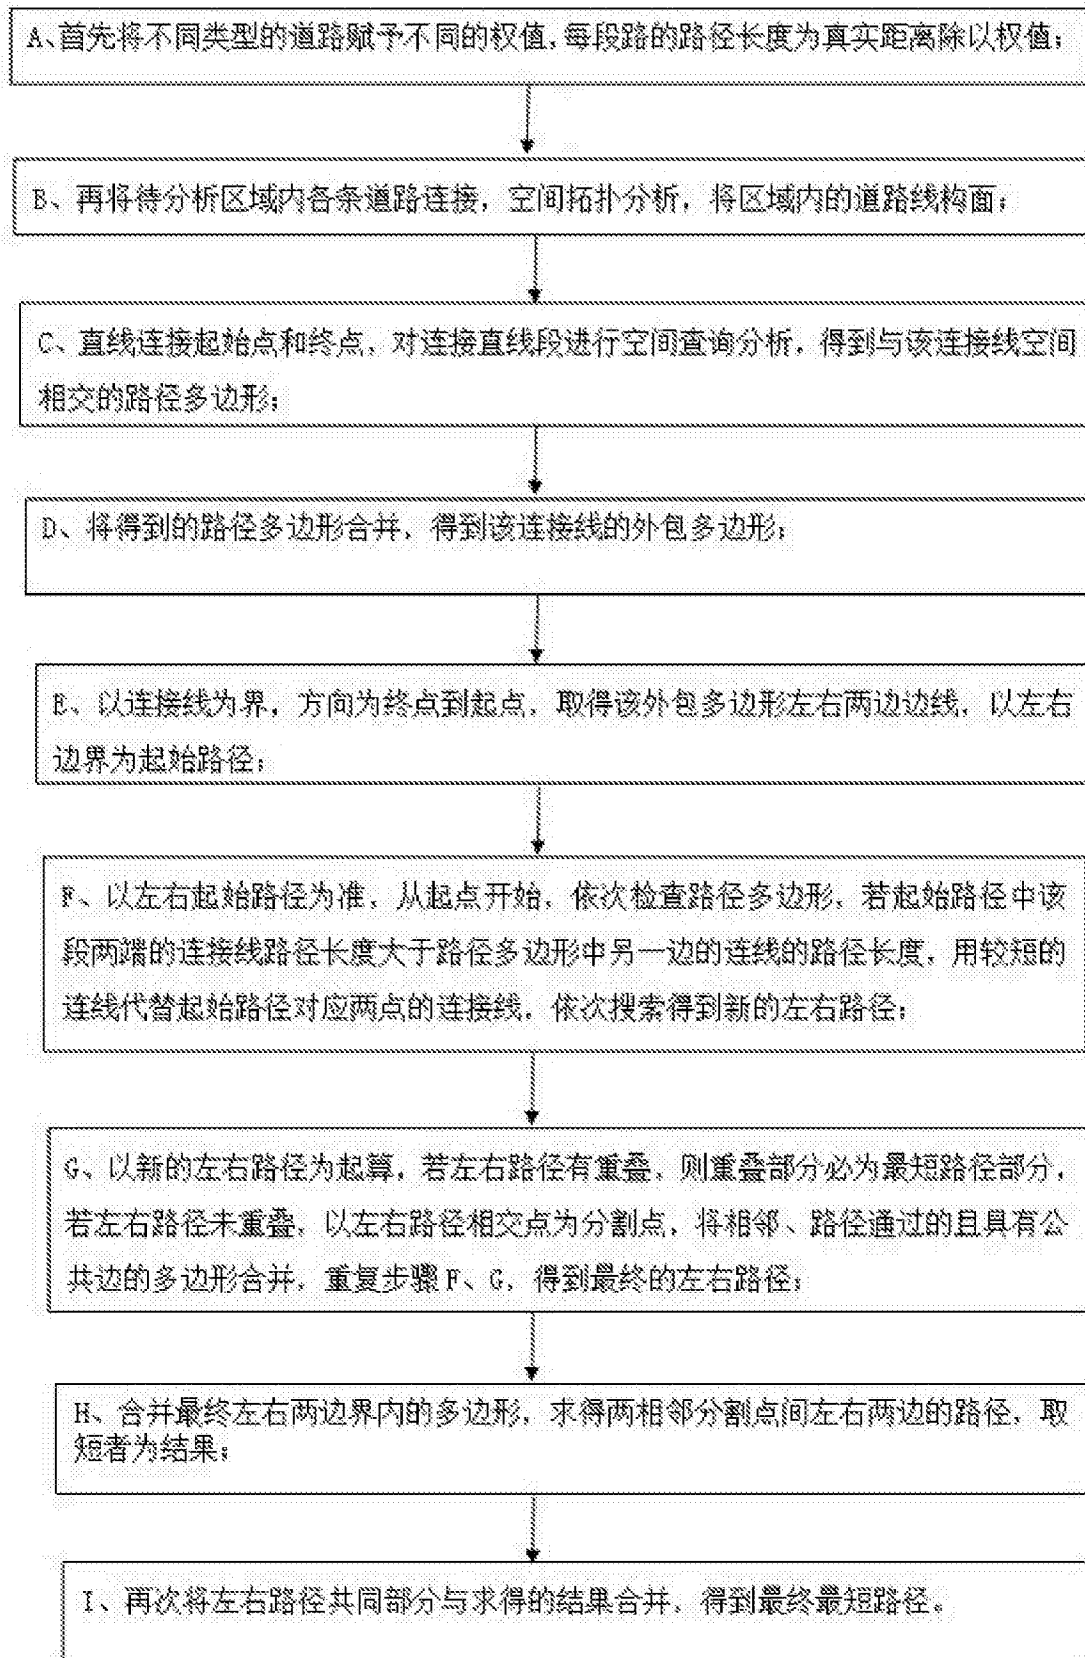 A、首先将不同类型的道路赋予不同的权值，每段路的路径长度为真实距离除以权值；
B、再将待分析区域内各条道路连接，空间拓扑分析，将区域内的道路线构面；
C、直线连接起始点和终点，对连接直线段进行空间查询分析，得到与该连接线空间
相交的路径多边形；
D、将得到的路径多边形合并，得到该连接线的外包多边形；
E、以连接线为界，方向为终点到起点，取得该外包多边形左右两边边线，以左右
边界为起始路径；
F、以左右起始路径为准，从起点开始，依次检查路径多边形，若起始路径中该
段两端的连接线路径长度大于路径多边形中另一边的连线的路径长度，用较短的
连线代替起始路径对应两点的连接线，依次搜索得到新的左右路径；
G、以新的左右路径为起算，若左右路径有重叠，则重叠部分必为最短路径部分，
若左右路径未重叠，以左右路径相交点为分割点，将相邻、路径通过的且具有公
共边的多边形合并，重复步骤F、G，得到最终的左右路径；
H、合并最终左右两边界内的多边形，求得两相邻分割点间左右两边的路径，取
短者为结果；
I、再次将左右路径共同部分与求得的结果合并，得到最终最短路径。